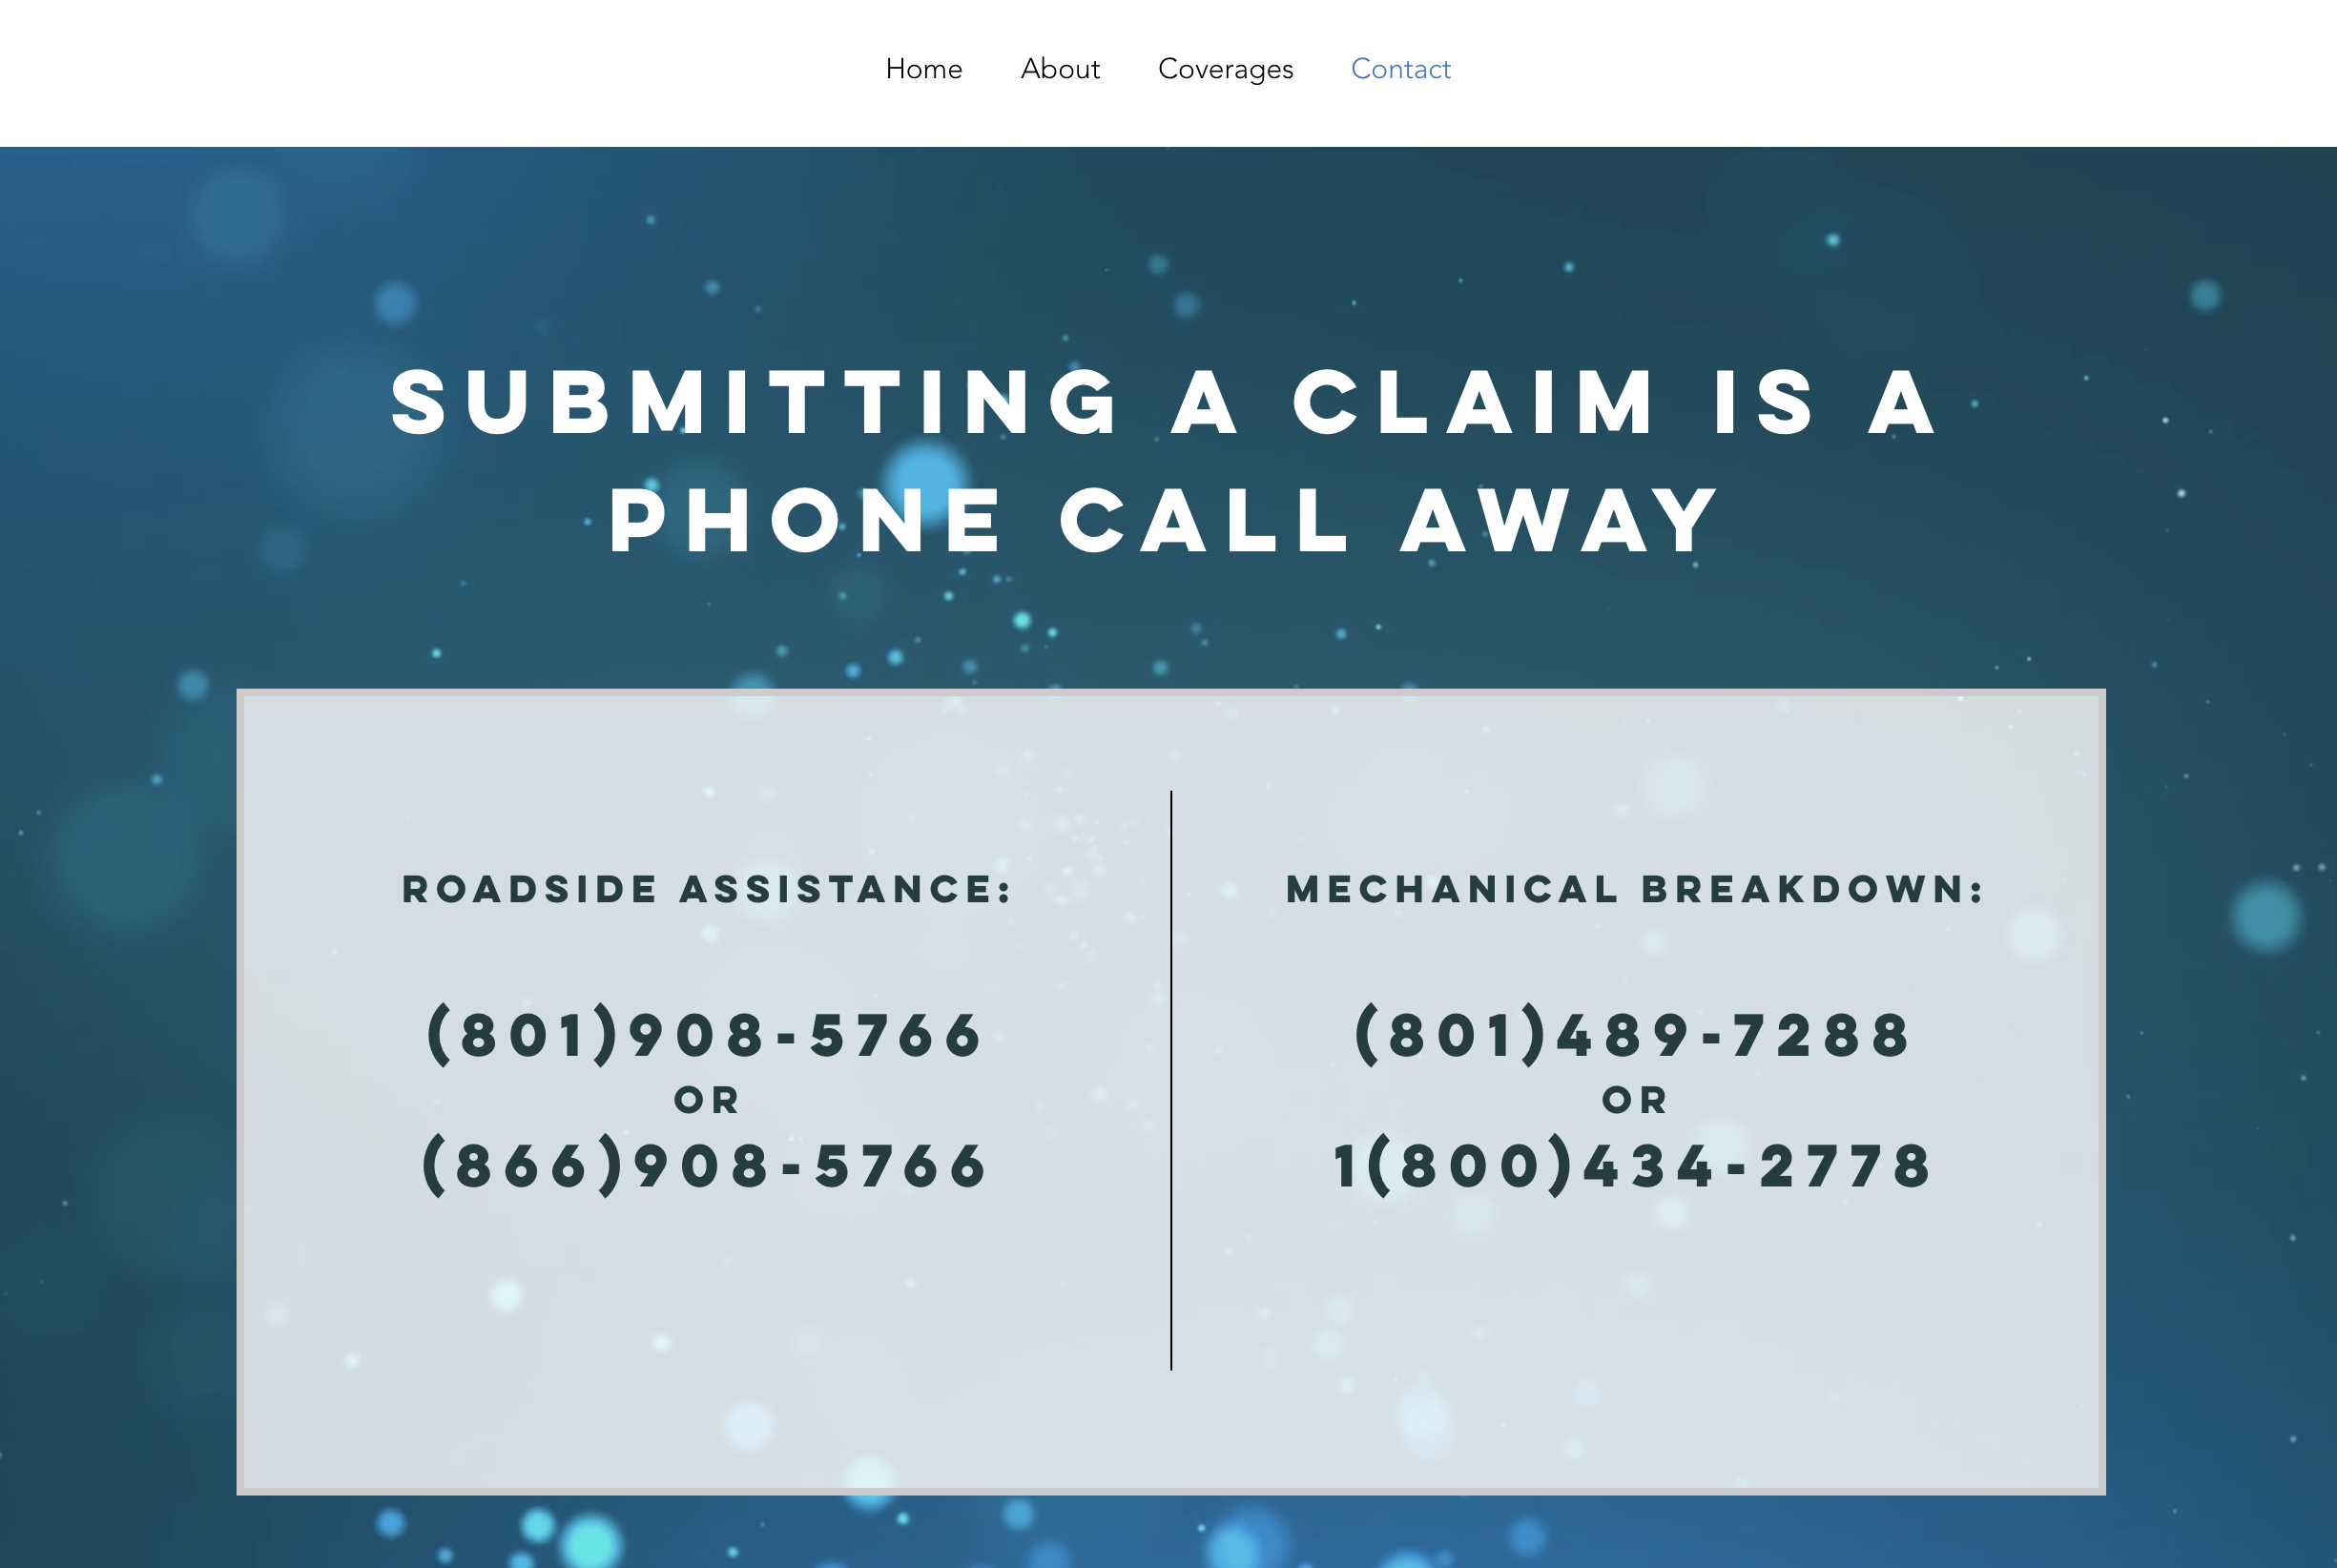 Home About Coverages Contact
SUBMITTING A CLAIM IS A
PHONE CALL AWAY
ROADSIDE ASSISTANCE:
(801)908-5766
OR
(866)908-5766
MECHANICAL BREAKDOWN:
(801)489-7288
OR
1(800)434-2778